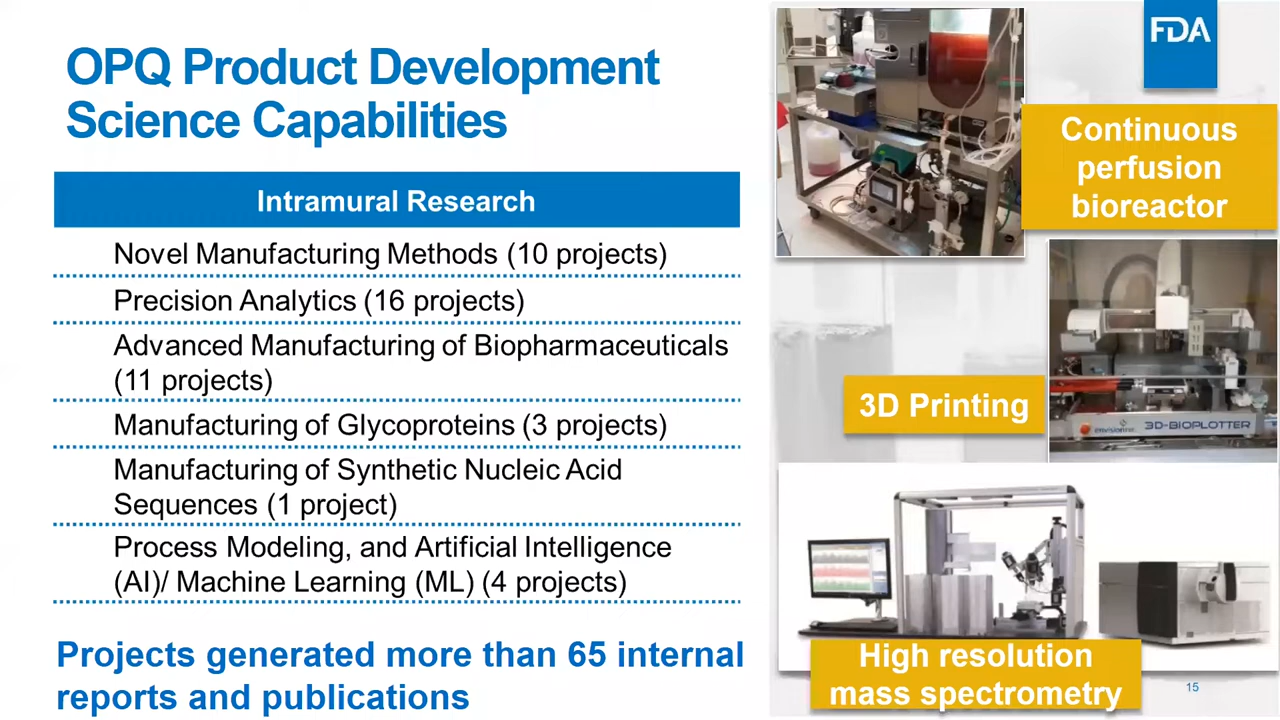 OPQ Product Development
Science Capabilities
Intramural Research
Novel Manufacturing Methods (10 projects)
Precision Analytics (16 projects)
Advanced Manufacturing of Biopharmaceuticals
(11 projects)
Manufacturing of Glycoproteins (3 projects)
Manufacturing of Synthetic Nucleic Acid
Sequences (1 project)
Process Modeling, and Artificial Intelligence
(AI)/ Machine Learning (ML) (4 projects)
Projects generated more than 65 internal
reports and publications
FDA
Continuous
perfusion
bioreactor
3D Printing
3D-BIOPLOTTER
High resolution
mass spectrometry
15